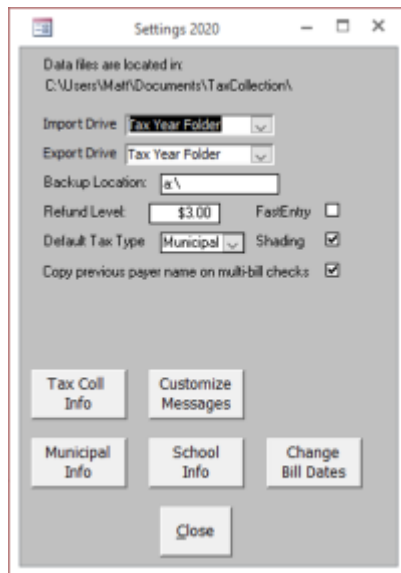 Settings 2020
Data files are located in:
C:\Users\Matt\Documents\TaxCollection\
Import Drive Tax Year Folder
Export Drive Tax Year Folder
Backup Location: a:\
Refund Level: $3.00 FastEntry
Default Tax Type Municipal Shading
Copy previous payer name on multi-bill checks
Tax Coll Info
Customize Messages
Municipal Info
School Info
Change Bill Dates
Close